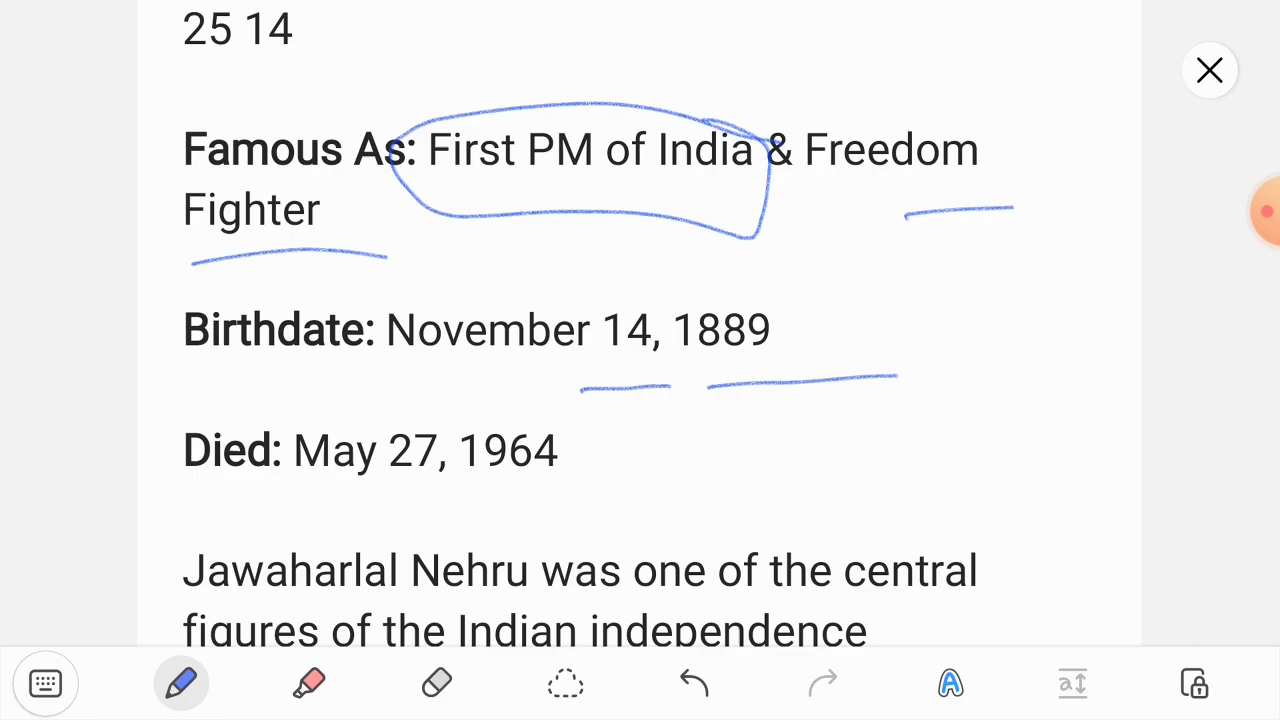 25 14
Famous As: First PM of India & Freedom
Fighter
Birthdate: November 14, 1889
Died: May 27, 1964
Jawaharlal Nehru was one of the central
figures of the Indian independence